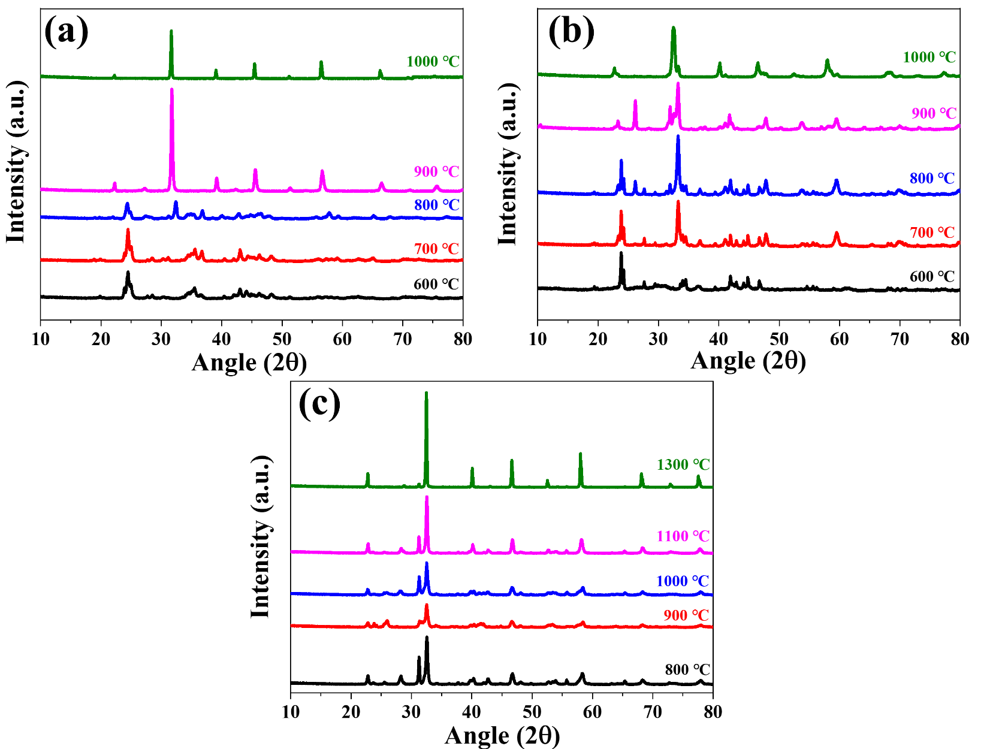 (a)
1000 °C
900 °C
800 °C
700 °C
600 °C
Intensity (a.u.)
10 20 30 40 50 60 70 80
Angle (2θ)
(b)
1000 °C
900 °C
800 °C
700 °C
600 °C
Intensity (a.u.)
10 20 30 40 50 60 70 80
Angle (2θ)
(c)
1300 °C
1100 °C
1000 °C
900 °C
800 °C
Intensity (a.u.)
10 20 30 40 50 60 70 80
Angle (2θ)